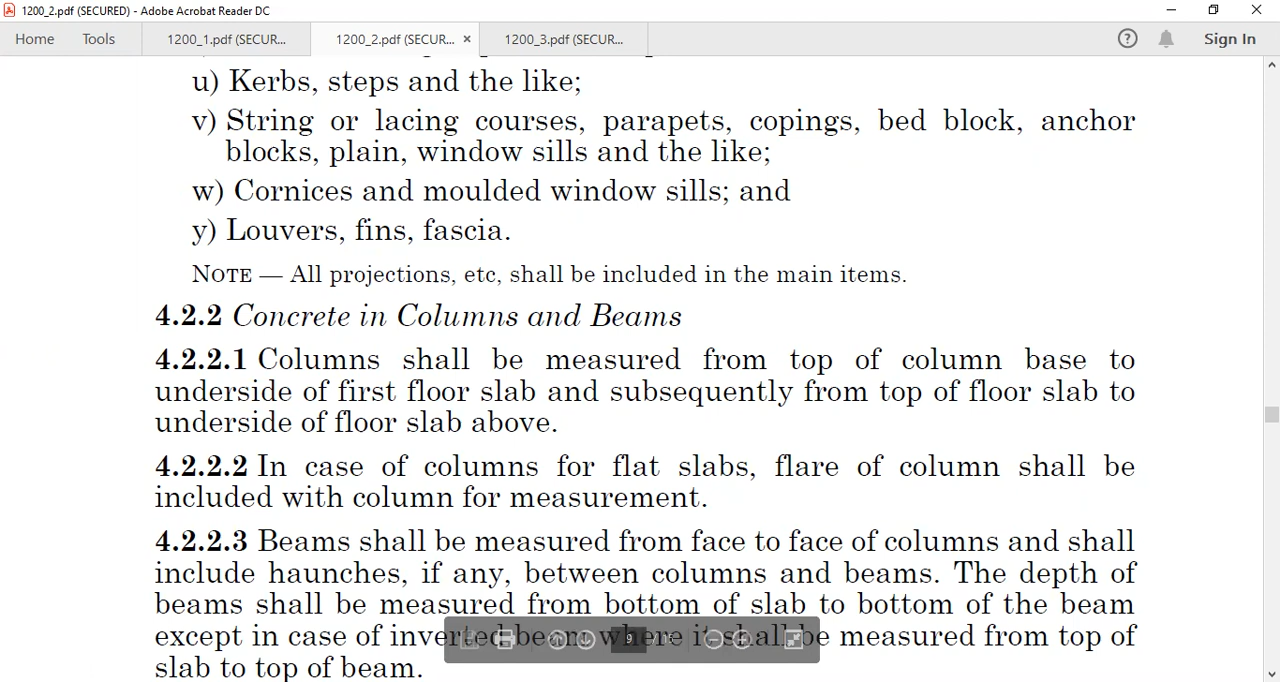 1200_2.pdf (SECURED) - Adobe Acrobat Reader DC
Home Tools 1200_1.pdf (SECUR... 1200_2.pdf (SECUR... × 1200_3.pdf (SECUR... Sign In
u) Kerbs, steps and the like;
v) String or lacing courses, parapets, copings, bed block, anchor
blocks, plain, window sills and the like;
w) Cornices and moulded window sills; and
y) Louvers, fins, fascia.
NOTE — All projections, etc, shall be included in the main items.
4.2.2 Concrete in Columns and Beams
4.2.2.1 Columns shall be measured from top of column base to
underside of first floor slab and subsequently from top of floor slab to
underside of floor slab above.
4.2.2.2 In case of columns for flat slabs, flare of column shall be
included with column for measurement.
4.2.2.3 Beams shall be measured from face to face of columns and shall
include haunches, if any, between columns and beams. The depth of
beams shall be measured from bottom of slab to bottom of the beam
except in case of inverted beam where it shall be measured from top of
9
slab to top of beam.